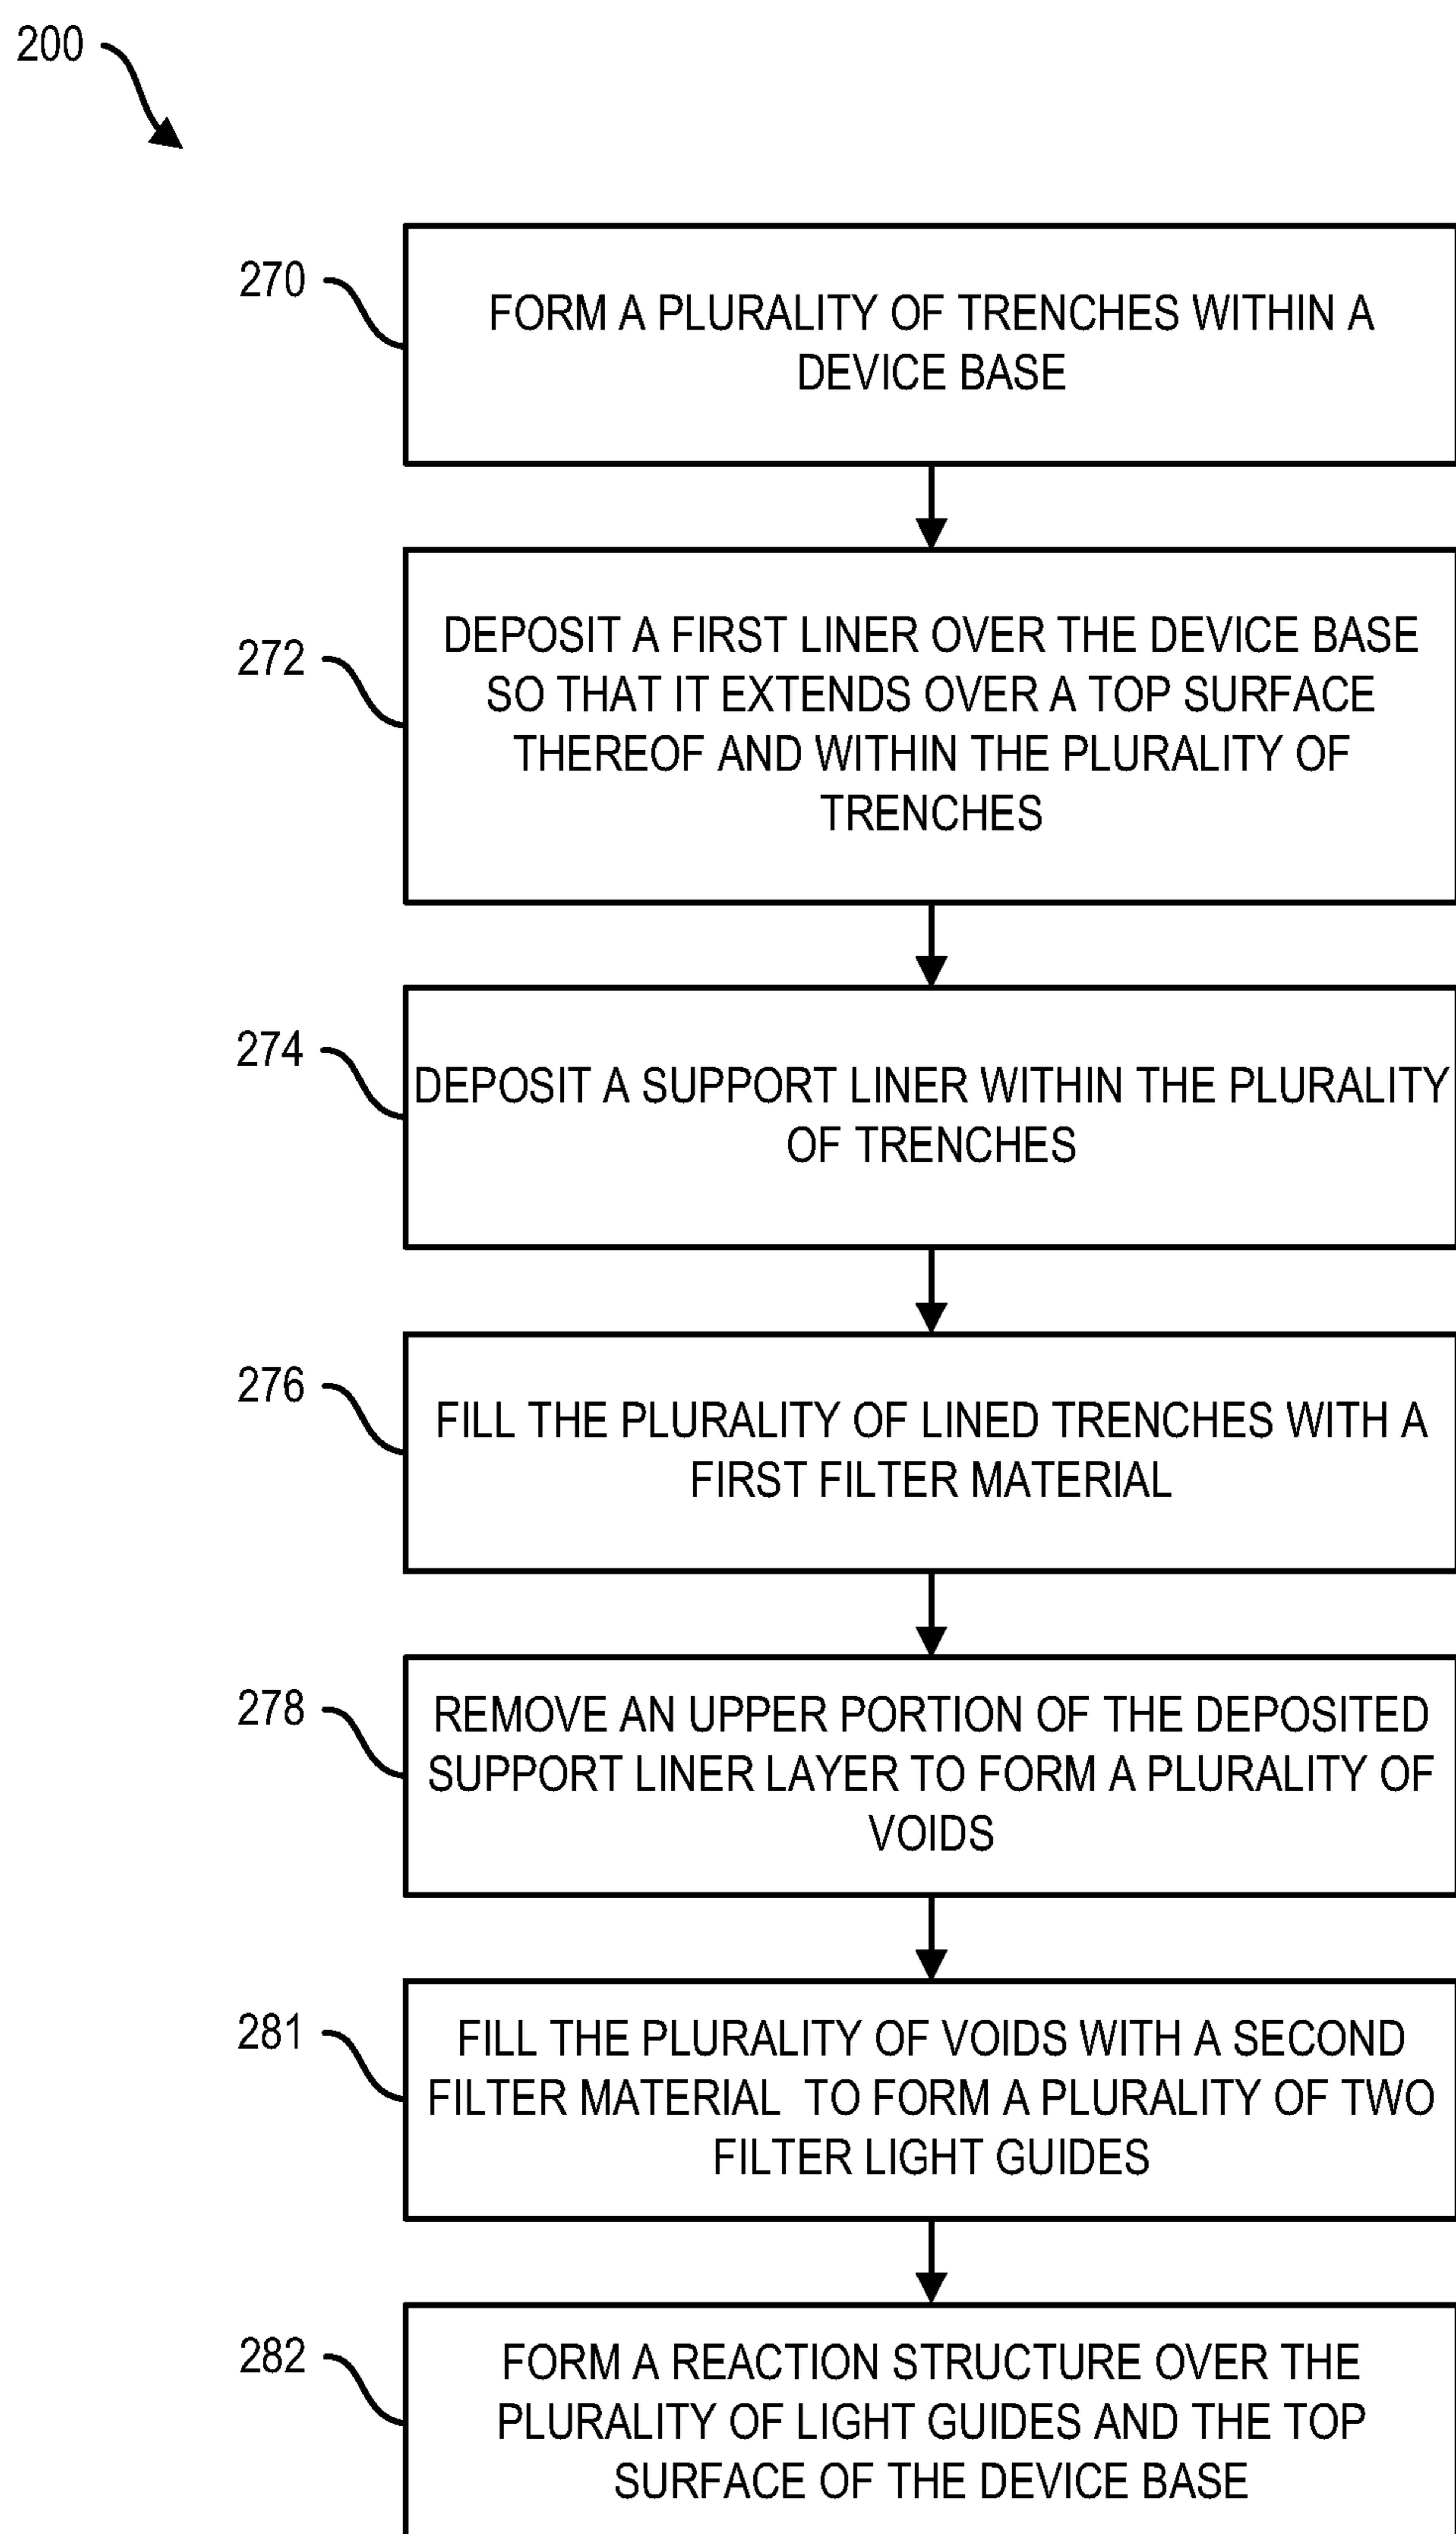 200
270
FORM A PLURALITY OF TRENCHES WITHIN A
DEVICE BASE
272
DEPOSIT A FIRST LINER OVER THE DEVICE BASE
SO THAT IT EXTENDS OVER A TOP SURFACE
THEREOF AND WITHIN THE PLURALITY OF
TRENCHES
274
DEPOSIT A SUPPORT LINER WITHIN THE PLURALITY
OF TRENCHES
276
FILL THE PLURALITY OF LINED TRENCHES WITH A
FIRST FILTER MATERIAL
278
REMOVE AN UPPER PORTION OF THE DEPOSITED
SUPPORT LINER LAYER TO FORM A PLURALITY OF
VOIDS
281
FILL THE PLURALITY OF VOIDS WITH A SECOND
FILTER MATERIAL  TO FORM A PLURALITY OF TWO
FILTER LIGHT GUIDES
282
FORM A REACTION STRUCTURE OVER THE
PLURALITY OF LIGHT GUIDES AND THE TOP
SURFACE OF THE DEVICE BASE